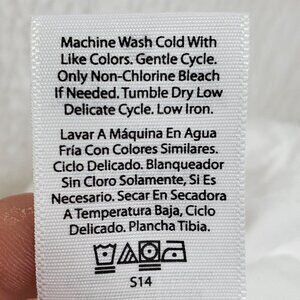 Machine Wash Cold With
Like Colors. Gentle Cycle.
Only Non-Chlorine Bleach
If Needed. Tumble Dry Low
Delicate Cycle. Low Iron.
Lavar A Máquina En Agua
Fría Con Colores Similares.
Ciclo Delicado. Blanqueador
Sin Cloro Solamente, Si Es
Necesario. Secar En Secadora
A Temperatura Baja, Ciclo
Delicado. Plancha Tibia.
S14